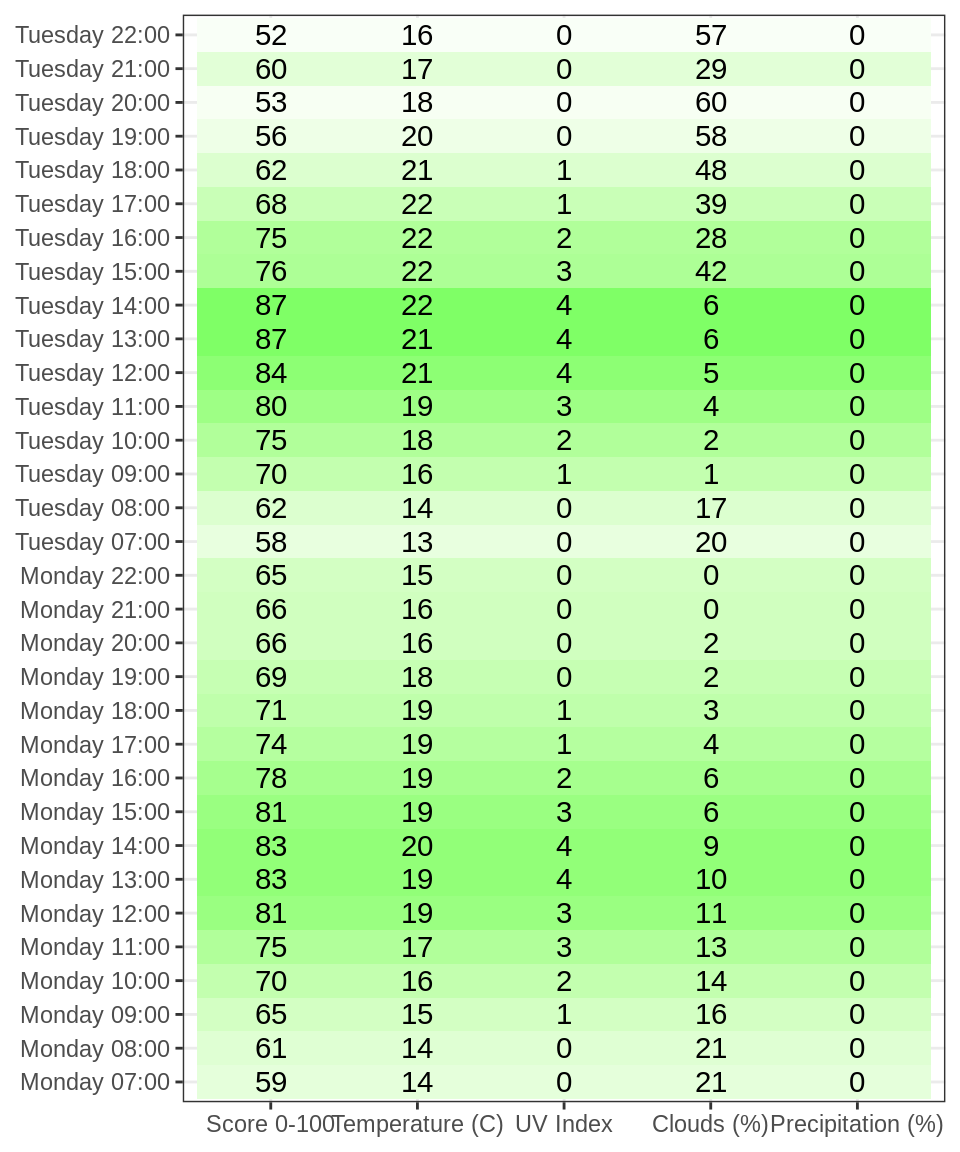 Tuesday 22:00 52 16 0 57 0
Tuesday 21:00 60 17 0 29 0
Tuesday 20:00 53 18 0 60 0
Tuesday 19:00 56 20 0 58 0
Tuesday 18:00 62 21 1 48 0
Tuesday 17:00 68 22 1 39 0
Tuesday 16:00 75 22 2 28 0
Tuesday 15:00 76 22 3 42 0
Tuesday 14:00 87 22 4 6 0
Tuesday 13:00 87 21 4 6 0
Tuesday 12:00 84 21 4 5 0
Tuesday 11:00 80 19 3 4 0
Tuesday 10:00 75 18 2 2 0
Tuesday 09:00 70 16 1 1 0
Tuesday 08:00 62 14 0 17 0
Tuesday 07:00 58 13 0 20 0
Monday 22:00 65 15 0 0 0
Monday 21:00 66 16 0 0 0
Monday 20:00 66 16 0 2 0
Monday 19:00 69 18 0 2 0
Monday 18:00 71 19 1 3 0
Monday 17:00 74 19 1 4 0
Monday 16:00 78 19 2 6 0
Monday 15:00 81 19 3 6 0
Monday 14:00 83 20 4 9 0
Monday 13:00 83 19 4 10 0
Monday 12:00 81 19 3 11 0
Monday 11:00 75 17 3 13 0
Monday 10:00 70 16 2 14 0
Monday 09:00 65 15 1 16 0
Monday 08:00 61 14 0 21 0
Monday 07:00 59 14 0 21 0
Score 0-100 Temperature (C) UV Index Clouds (%) Precipitation (%)